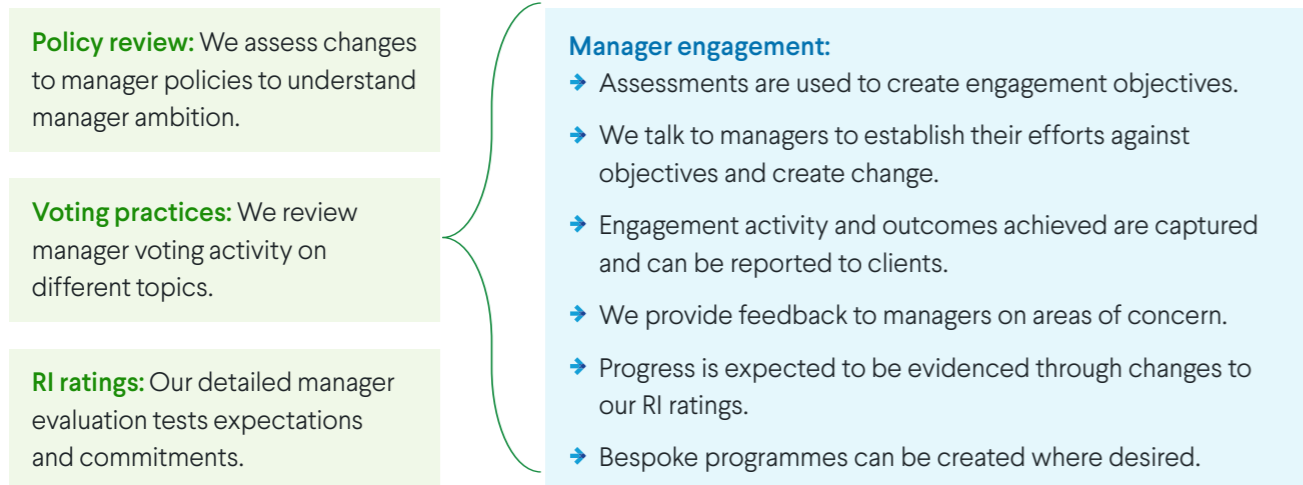 Policy review: We assess changes
to manager policies to understand
manager ambition.
Voting practices: We review
manager voting activity on
different topics.
RI ratings: Our detailed manager
evaluation tests expectations
and commitments.
Manager engagement:
→ Assessments are used to create engagement objectives.
→ We talk to managers to establish their efforts against
objectives and create change.
→ Engagement activity and outcomes achieved are captured
and can be reported to clients.
→ We provide feedback to managers on areas of concern.
→ Progress is expected to be evidenced through changes to
our RI ratings.
→ Bespoke programmes can be created where desired.